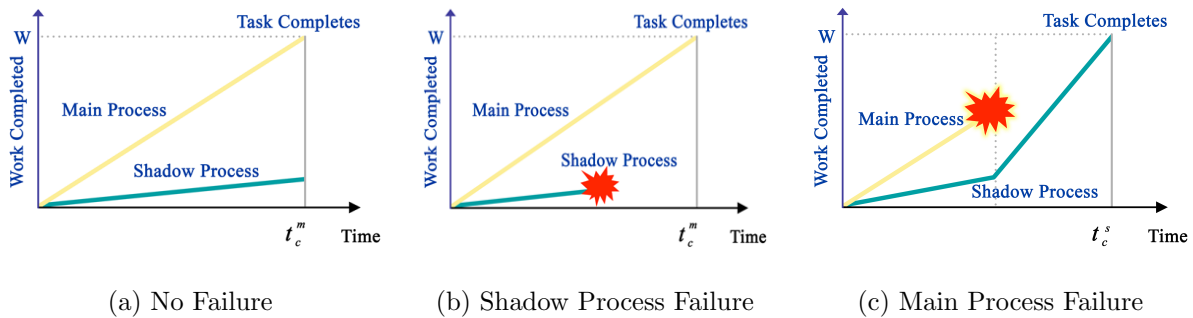 Task Completes
W
Main Process
Shadow Process
Work Completed
t_c^m Time
(a) No Failure
Task Completes
W
Main Process
Shadow Process
Work Completed
t_c^m Time
(b) Shadow Process Failure
Task Completes
W
Main Process
Shadow Process
Work Completed
t_c^s Time
(c) Main Process Failure